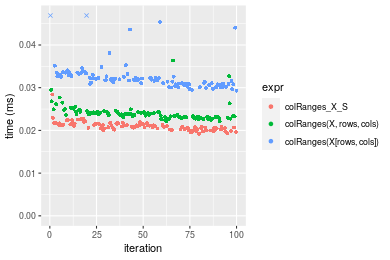 0.04
0.03
0.02
0.01
0.00
time (ms)
0
25
50
75
100
iteration
expr
colRanges_X_S
colRanges(X, rows, cols)
colRanges(X[rows, cols])